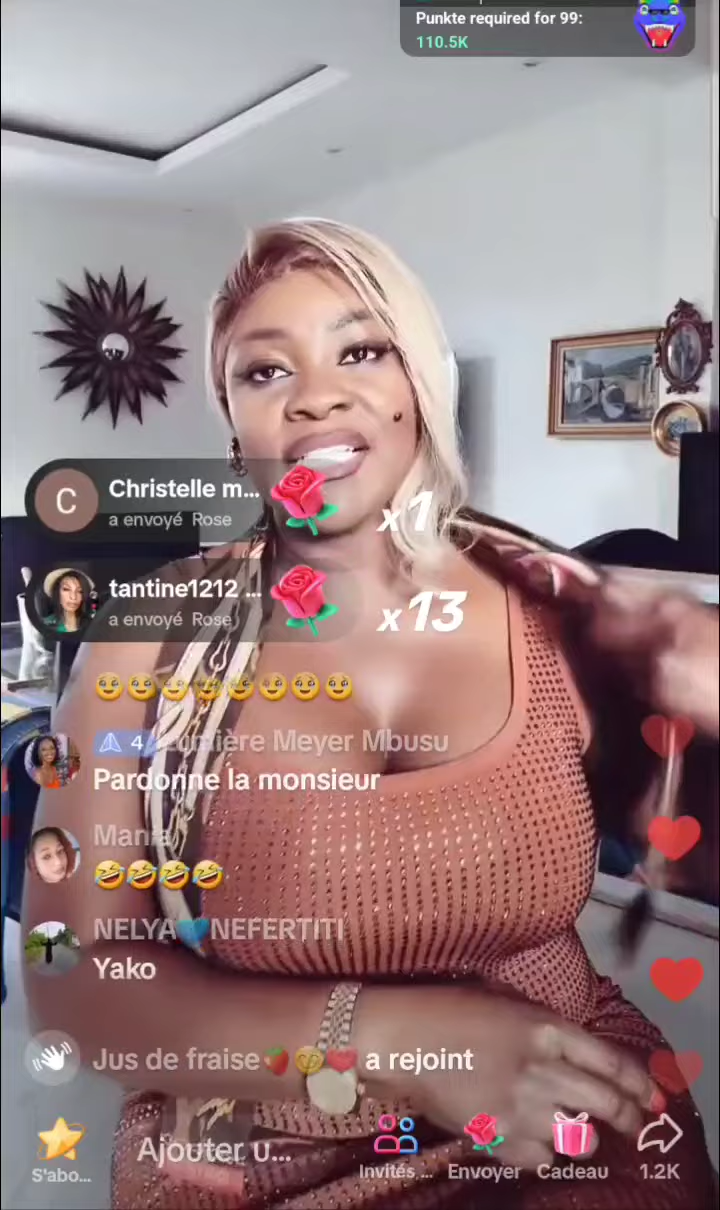 Punkte required for 99:
110.5K
C
Christelle m...
a envoyé Rose
x1
tantine1212 ...
a envoyé Rose
x13
4
Lumière Meyer Mbusu
Pardonne la monsieur
Mania
NELYA NEFERTITI
Yako
Jus de fraise a rejoint
S'abo...
Ajouter u...
Invités ...
Envoyer
Cadeau
1.2K